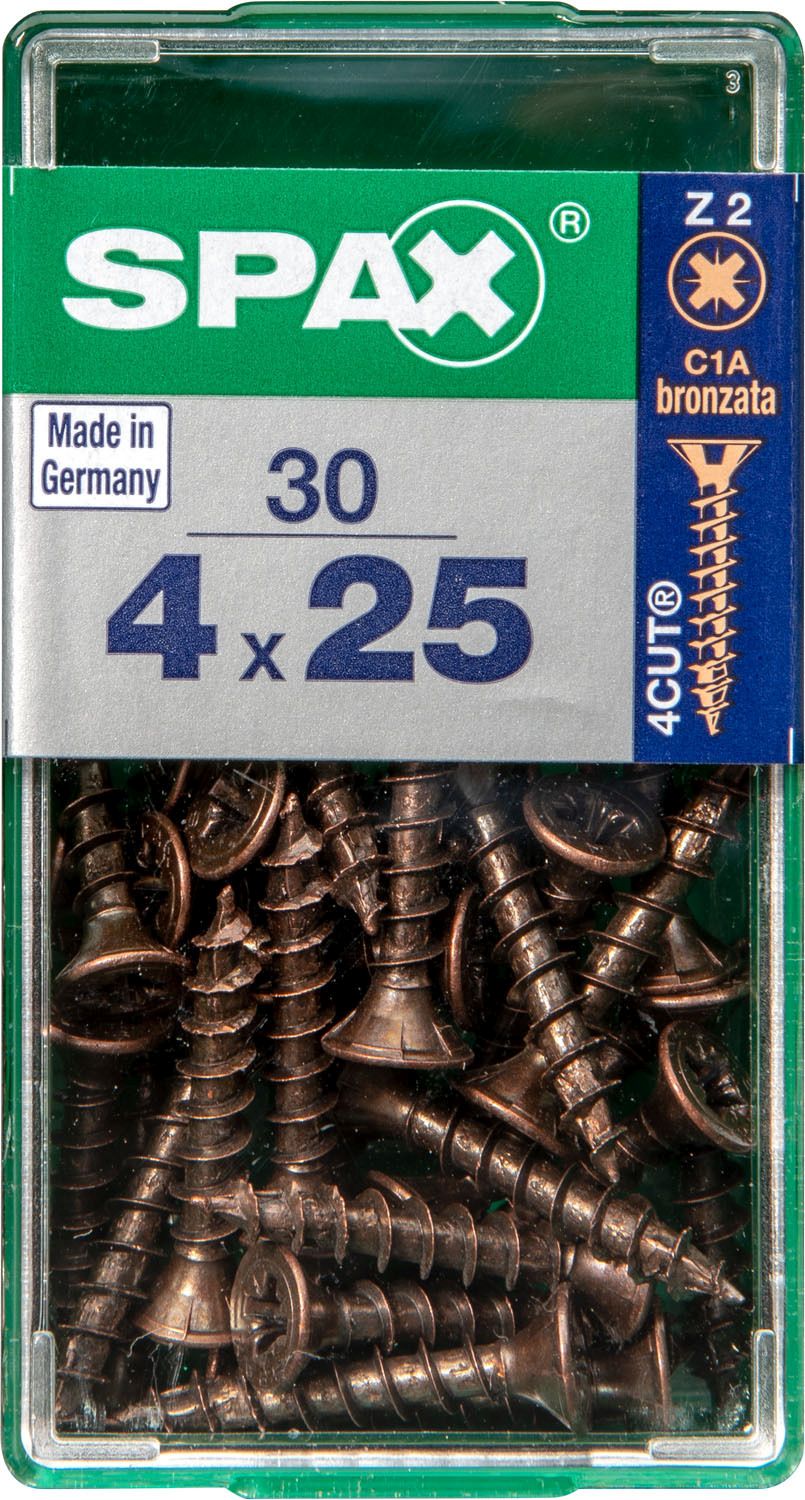 3
SPAX®
Z 2
C1A
bronzata
Made in
Germany
30
4 x 25
4CUT®